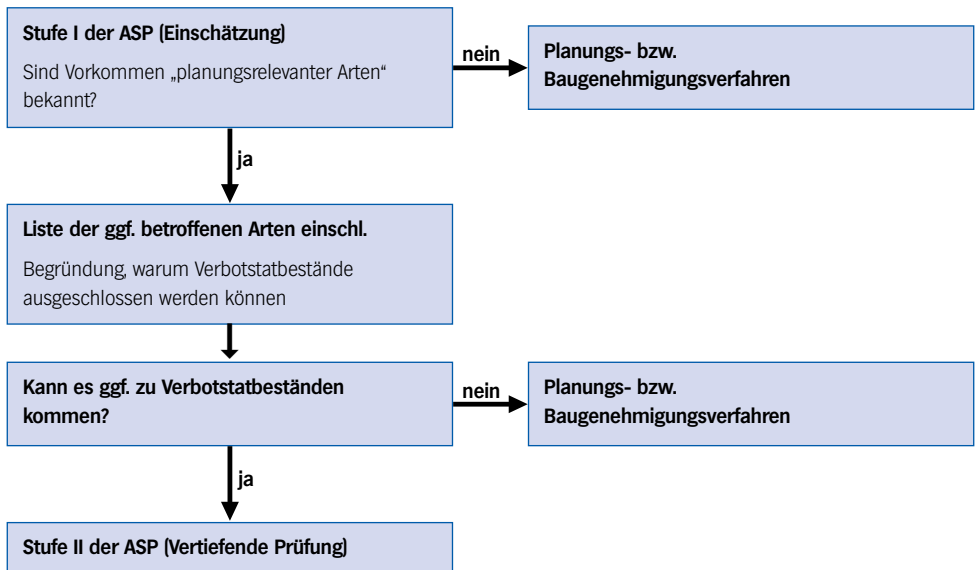 Stufe I der ASP (Einschätzung)
Sind Vorkommen „planungsrelevanter Arten“
bekannt?
nein
Planungs- bzw.
Baugenehmigungsverfahren
ja
Liste der ggf. betroffenen Arten einschl.
Begründung, warum Verbotstatbestände
ausgeschlossen werden können
Kann es ggf. zu Verbotstatbeständen
kommen?
nein
Planungs- bzw.
Baugenehmigungsverfahren
ja
Stufe II der ASP (Vertiefende Prüfung)